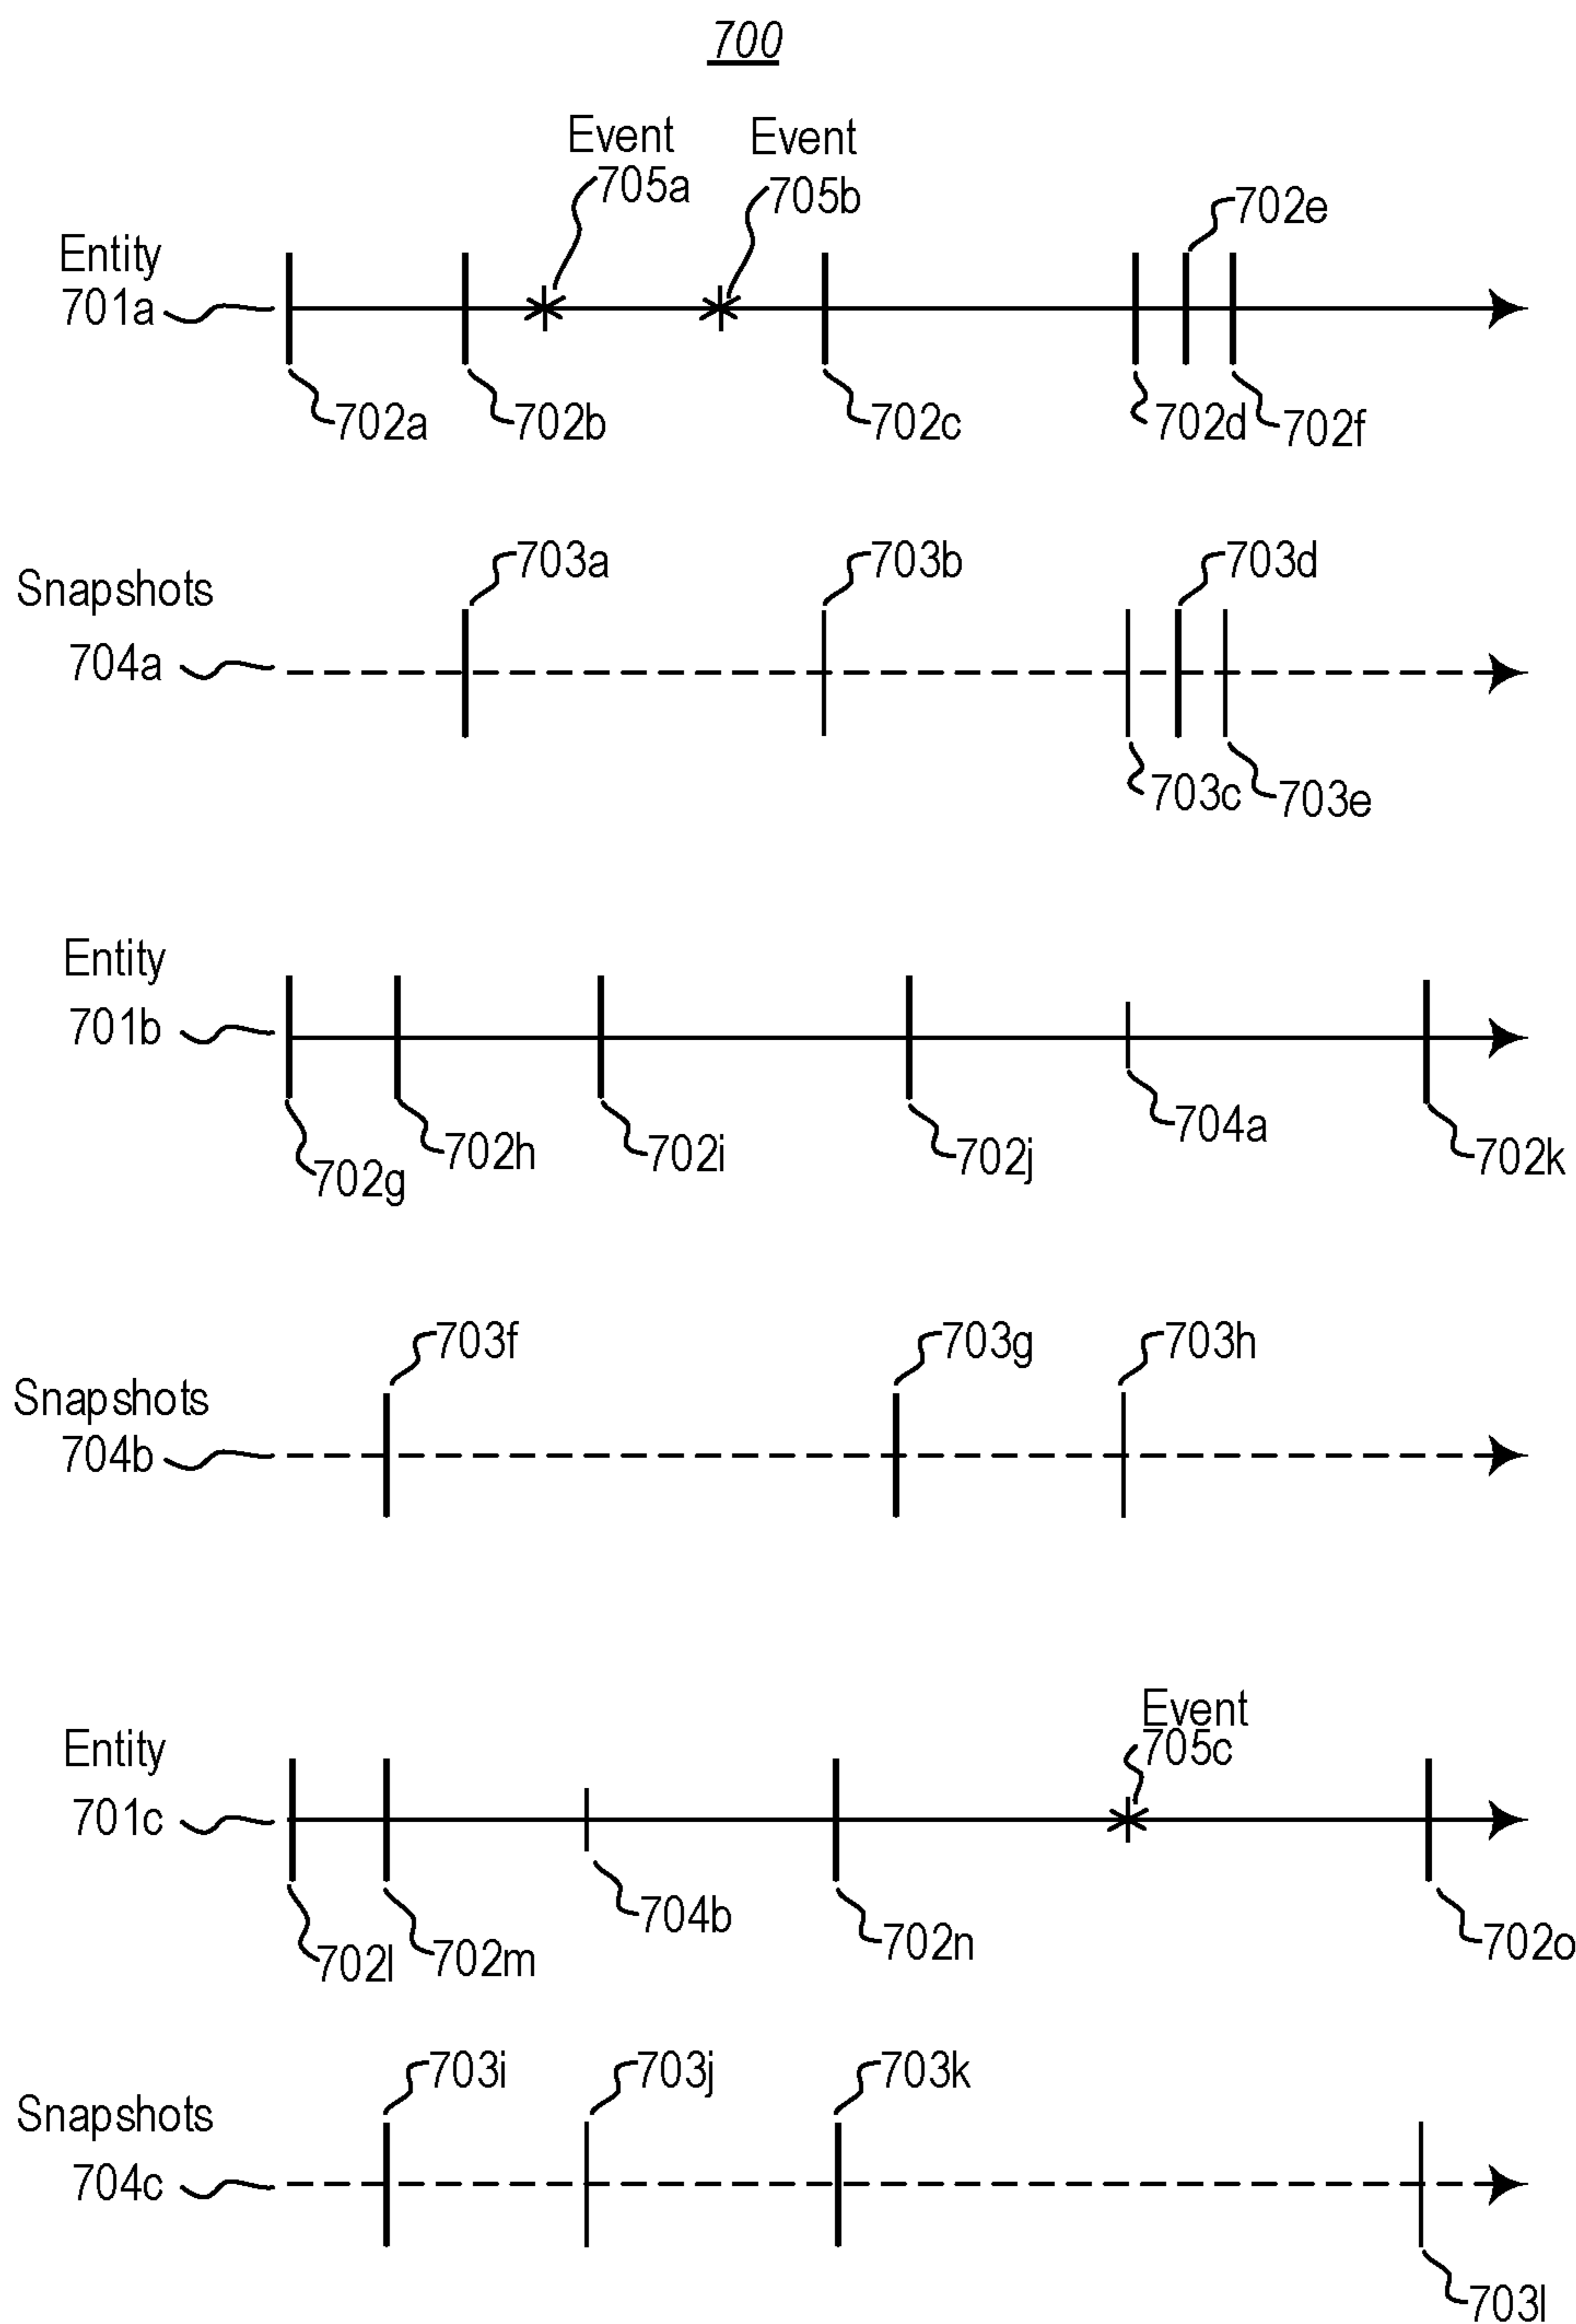 700
Event
705a
Event
705b
702e
Entity
701a
702a
702b
702c
702d
702f
703a
703b
703d
Snapshots
704a
703c
703e
Entity
701b
702g
702h
702i
702j
704a
702k
703f
703g
703h
Snapshots
704b
Event
705c
Entity
701c
702l
702m
704b
702n
702o
703i
703j
703k
Snapshots
704c
703l